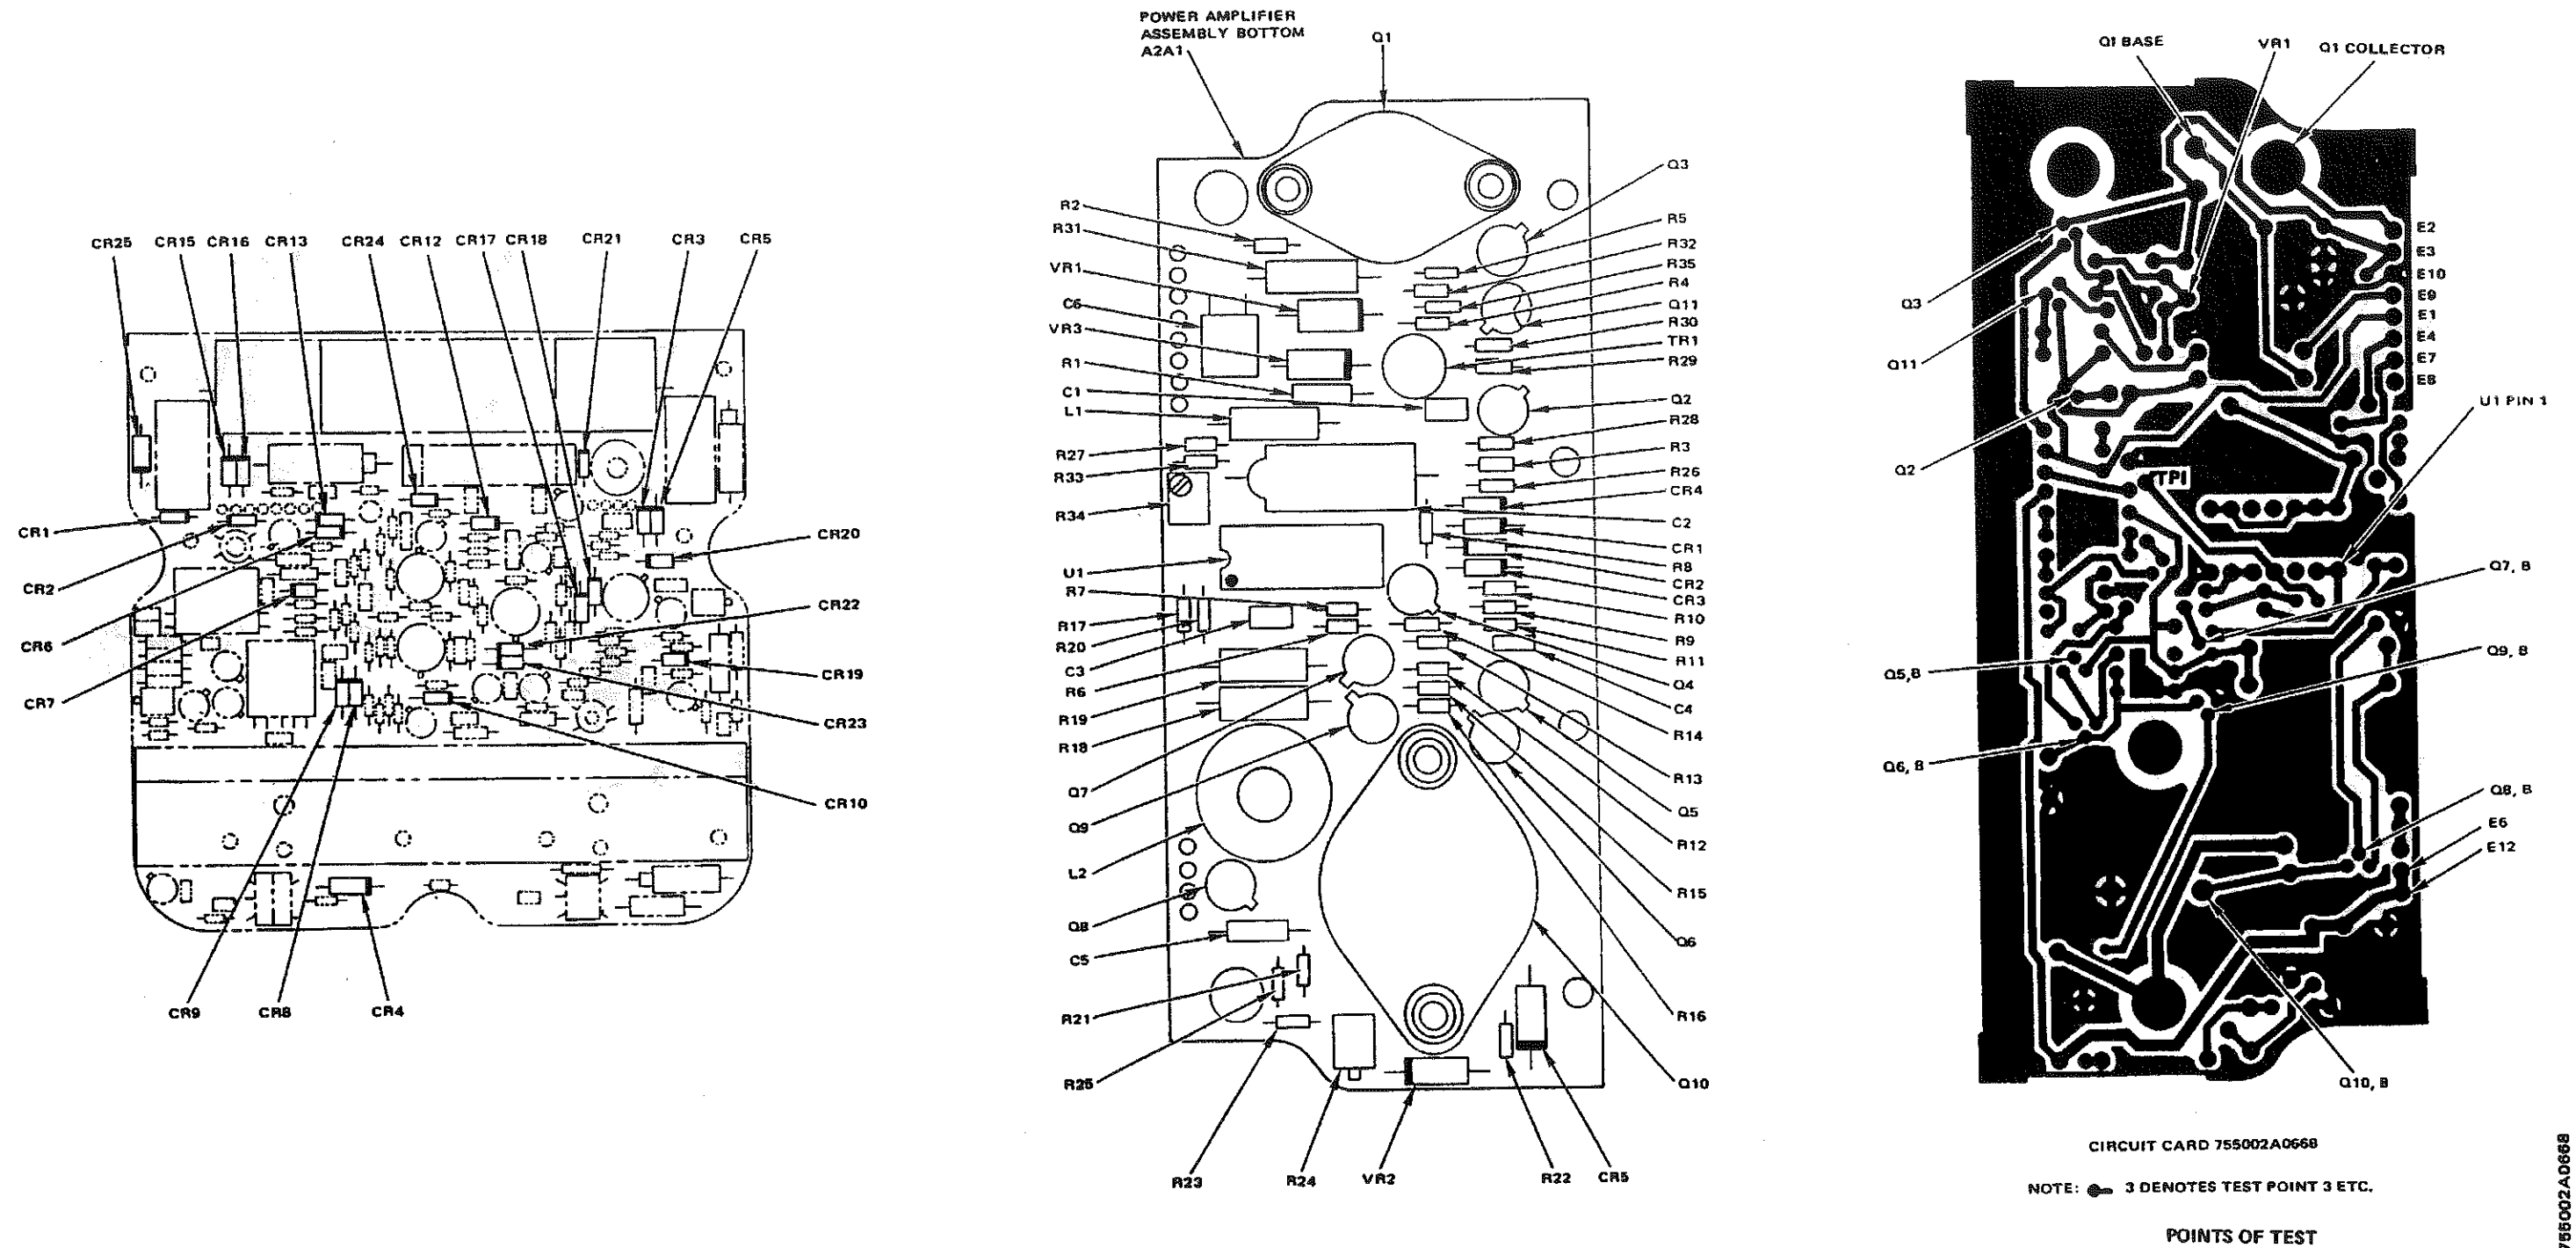 CR25 CR15 CR16 CR13 CR24 CR12 CR17 CR18 CR21 CR3 CR5
CR1
CR2
CR6
CR7
CR20
CR22
CR19
CR23
CR10
CR9 CR8 CR4
POWER AMPLIFIER
ASSEMBLY BOTTOM
A2A1
Q1
R2
R31
VR1
C6
VR3
R1
C1
L1
R27
R33
R34
U1
R7
R17
R20
C3
R6
R19
R18
Q7
Q9
L2
Q8
C5
R21
R25
R23
R24
VR2
R22
CR5
Q3
R5
R32
R35
R4
Q11
R30
TR1
R29
Q2
R28
R3
R26
CR4
C2
CR1
R8
CR2
CR3
R10
R9
R11
Q4
C4
R14
R13
Q5
R12
R15
Q6
R16
Q10
Q1 BASE
VR1
Q1 COLLECTOR
E2
E3
E10
E9
E1
E4
E7
E8
U1 PIN 1
Q3
Q11
Q2
TP1
Q7, B
Q5,B
Q9, B
Q6, B
Q8, B
E6
E12
Q10, B
CIRCUIT CARD 755002A0668
NOTE: 3 DENOTES TEST POINT 3 ETC.
POINTS OF TEST
755002A0668